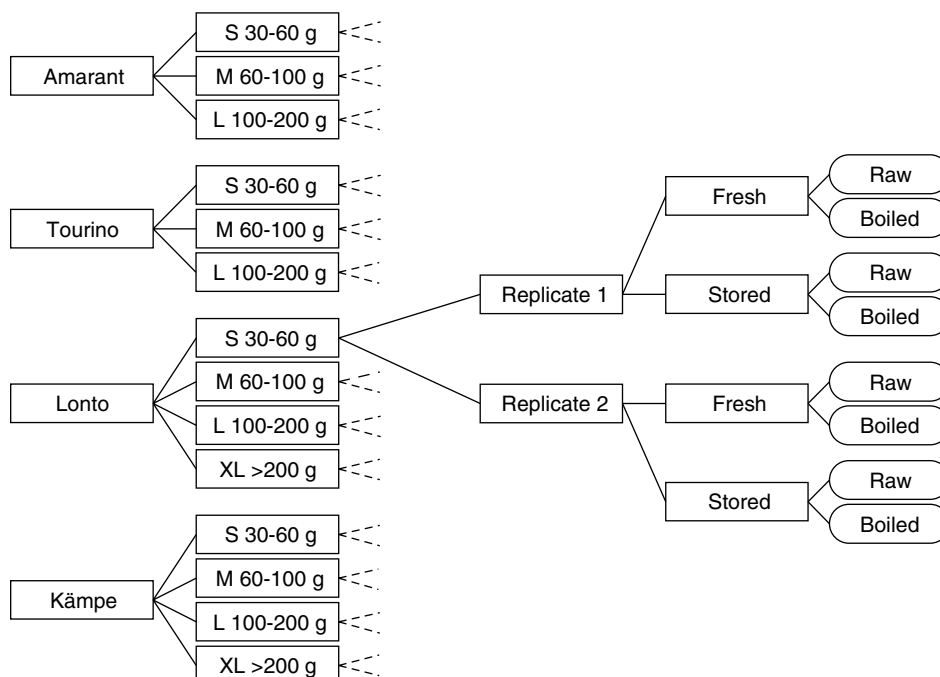 Amarant
S 30-60 g
M 60-100 g
L 100-200 g
Tourino
S 30-60 g
M 60-100 g
L 100-200 g
Lonto
S 30-60 g
M 60-100 g
L 100-200 g
XL >200 g
Kämpe
S 30-60 g
M 60-100 g
L 100-200 g
XL >200 g
Replicate 1
Fresh
Raw
Boiled
Stored
Raw
Boiled
Replicate 2
Fresh
Raw
Boiled
Stored
Raw
Boiled